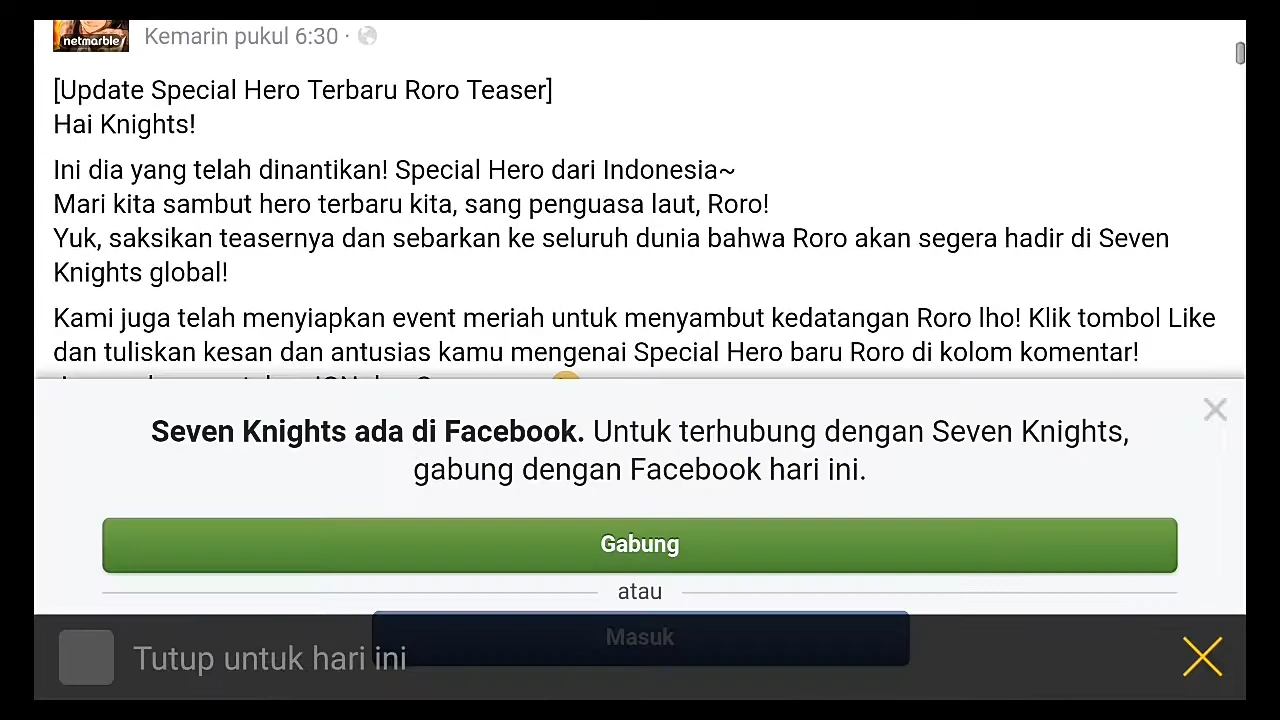 netmarble
Kemarin pukul 6:30 ·
[Update Special Hero Terbaru Roro Teaser]
Hai Knights!
Ini dia yang telah dinantikan! Special Hero dari Indonesia~
Mari kita sambut hero terbaru kita, sang penguasa laut, Roro!
Yuk, saksikan teasernya dan sebarkan ke seluruh dunia bahwa Roro akan segera hadir di Seven
Knights global!
Kami juga telah menyiapkan event meriah untuk menyambut kedatangan Roro lho! Klik tombol Like
dan tuliskan kesan dan antusias kamu mengenai Special Hero baru Roro di kolom komentar!
Seven Knights ada di Facebook. Untuk terhubung dengan Seven Knights,
gabung dengan Facebook hari ini.
Gabung
atau
Masuk
Tutup untuk hari ini